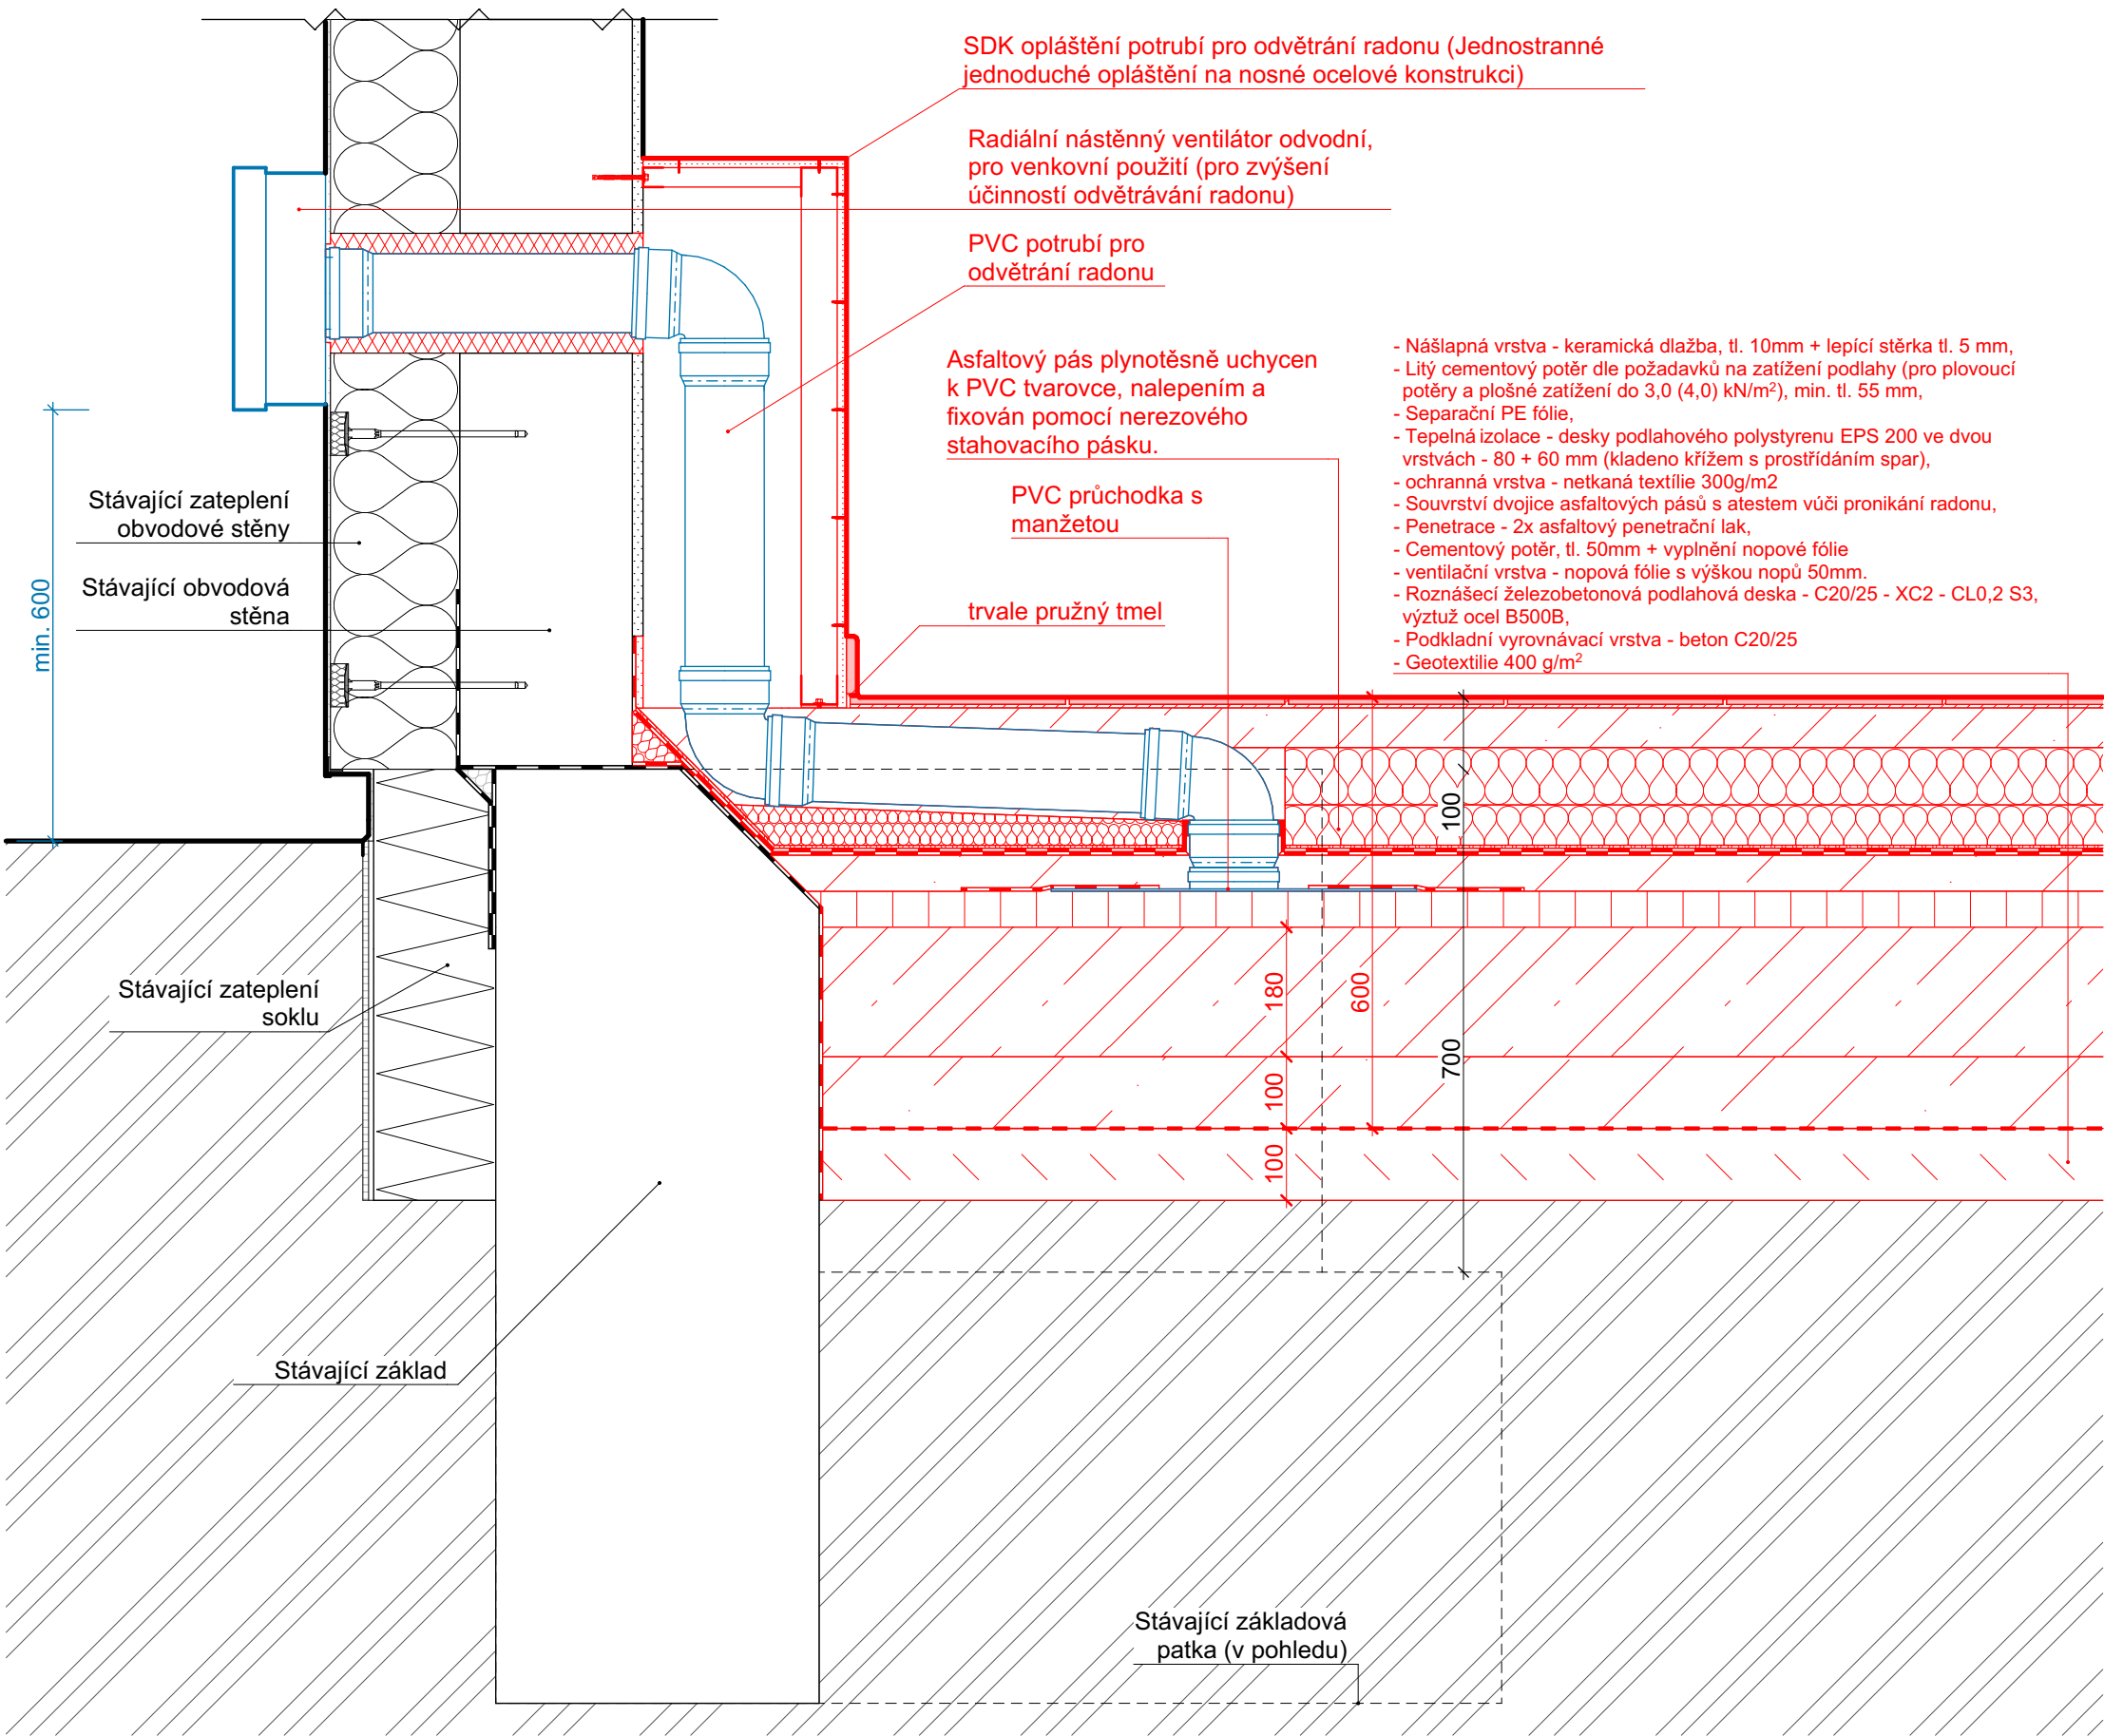 SDK opláštění potrubí pro odvětrání radonu (Jednostranné
jednoduché opláštění na nosné ocelové konstrukci)
Radiální nástěnný ventilátor odvodní,
pro venkovní použití (pro zvýšení
účinností odvětrávání radonu)
PVC potrubí pro
odvětrání radonu
Asfaltový pás plynotěsně uchycen
k PVC tvarovce, nalepením a
fixován pomocí nerezového
stahovacího pásku.
PVC průchodka s
manžetou
trvale pružný tmel
- Nášlapná vrstva - keramická dlažba, tl. 10mm + lepící stěrka tl. 5 mm,
- Litý cementový potěr dle požadavků na zatížení podlahy (pro plovoucí
potěry a plošné zatížení do 3,0 (4,0) kN/m²), min. tl. 55 mm,
- Separační PE fólie,
- Tepelná izolace - desky podlahového polystyrenu EPS 200 ve dvou
vrstvách - 80 + 60 mm (kladeno křížem s prostřídáním spar),
- ochranná vrstva - netkaná textílie 300g/m2
- Souvrství dvojice asfaltových pásů s atestem vůči pronikání radonu,
- Penetrace - 2x asfaltový penetrační lak,
- Cementový potěr, tl. 50mm + vyplnění nopové fólie
- ventilační vrstva - nopová fólie s výškou nopů 50mm.
- Roznášecí železobetonová podlahová deska - C20/25 - XC2 - CL0,2 S3,
výztuž ocel B500B,
- Podkladní vyrovnávací vrstva - beton C20/25
- Geotextilie 400 g/m²
Stávající zateplení
obvodové stěny
Stávající obvodová
stěna
min. 600
Stávající zateplení
soklu
Stávající základ
100
180
600
700
100
100
Stávající základová
patka (v pohledu)